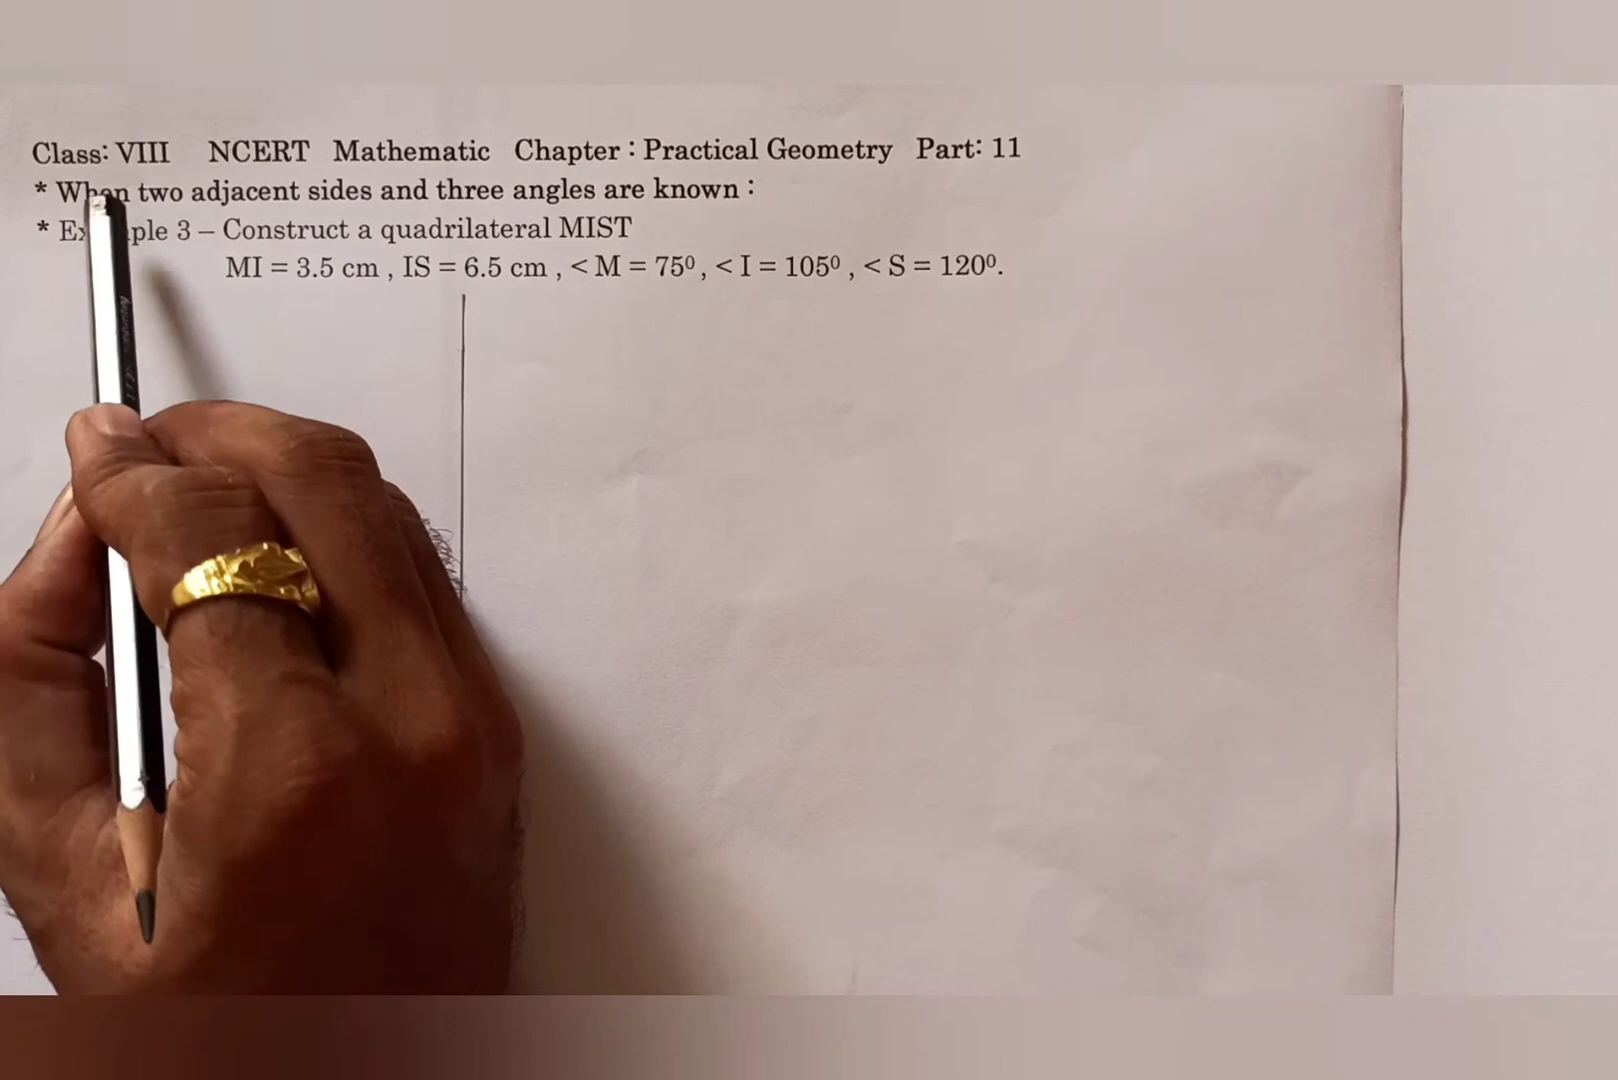 Class: VIII NCERT Mathematic Chapter : Practical Geometry Part: 11
* When two adjacent sides and three angles are known :
* 3 – Construct a quadrilateral MIST
MI = 3.5 cm , IS = 6.5 cm , < M = 75⁰ , < I = 105⁰ , < S = 120⁰.